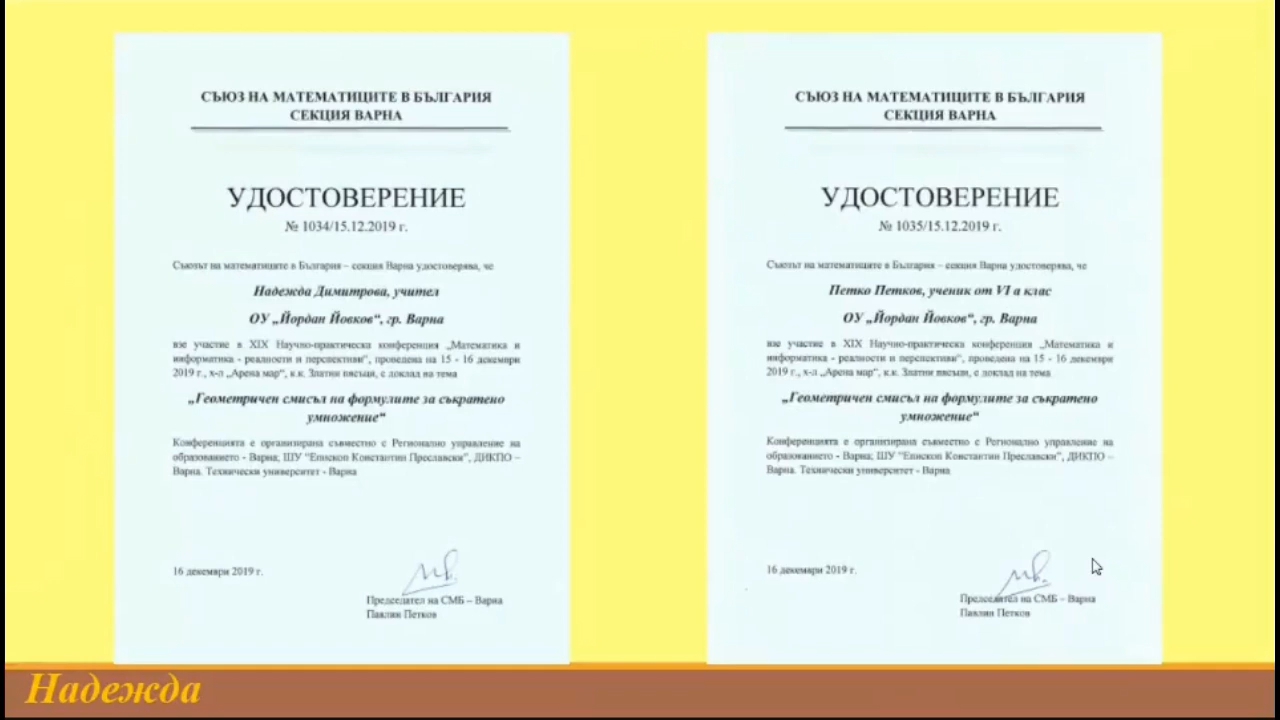 СЪЮЗ НА МАТЕМАТИЦИТЕ В БЪЛГАРИЯ
СЕКЦИЯ ВАРНА
УДОСТОВЕРЕНИЕ
№ 1034/15.12.2019 г.
Съюзът на математиците в България – секция Варна удостоверява, че
Надежда Димитрова, учител
ОУ „Йордан Йовков“, гр. Варна
взе участие в XIX Научно-практическа конференция „Математика и
информатика - реалности и перспективи“, проведена на 15 - 16 декември
2019 г., х-л „Арена мар“, к.к. Златни пясъци, с доклад на тема
„Геометричен смисъл на формулите за съкратено
умножение“
Конференцията е организирана съвместно с Регионално управление на
образованието - Варна; ШУ "Епископ Константин Преславски", ДИКПО –
Варна. Технически университет - Варна
16 декември 2019 г.
Председател на СМБ – Варна
Павлин Петков
СЪЮЗ НА МАТЕМАТИЦИТЕ В БЪЛГАРИЯ
СЕКЦИЯ ВАРНА
УДОСТОВЕРЕНИЕ
№ 1035/15.12.2019 г.
Съюзът на математиците в България – секция Варна удостоверява, че
Петко Петков, ученик от VI а клас
ОУ „Йордан Йовков“, гр. Варна
взе участие в XIX Научно-практическа конференция „Математика и
информатика - реалности и перспективи“, проведена на 15 - 16 декември
2019 г., х-л „Арена мар“, к.к. Златни пясъци, с доклад на тема
„Геометричен смисъл на формулите за съкратено
умножение“
Конференцията е организирана съвместно с Регионално управление на
образованието - Варна; ШУ "Епископ Константин Преславски", ДИКПО –
Варна. Технически университет - Варна
16 декември 2019 г.
Председател на СМБ – Варна
Павлин Петков
Надежда